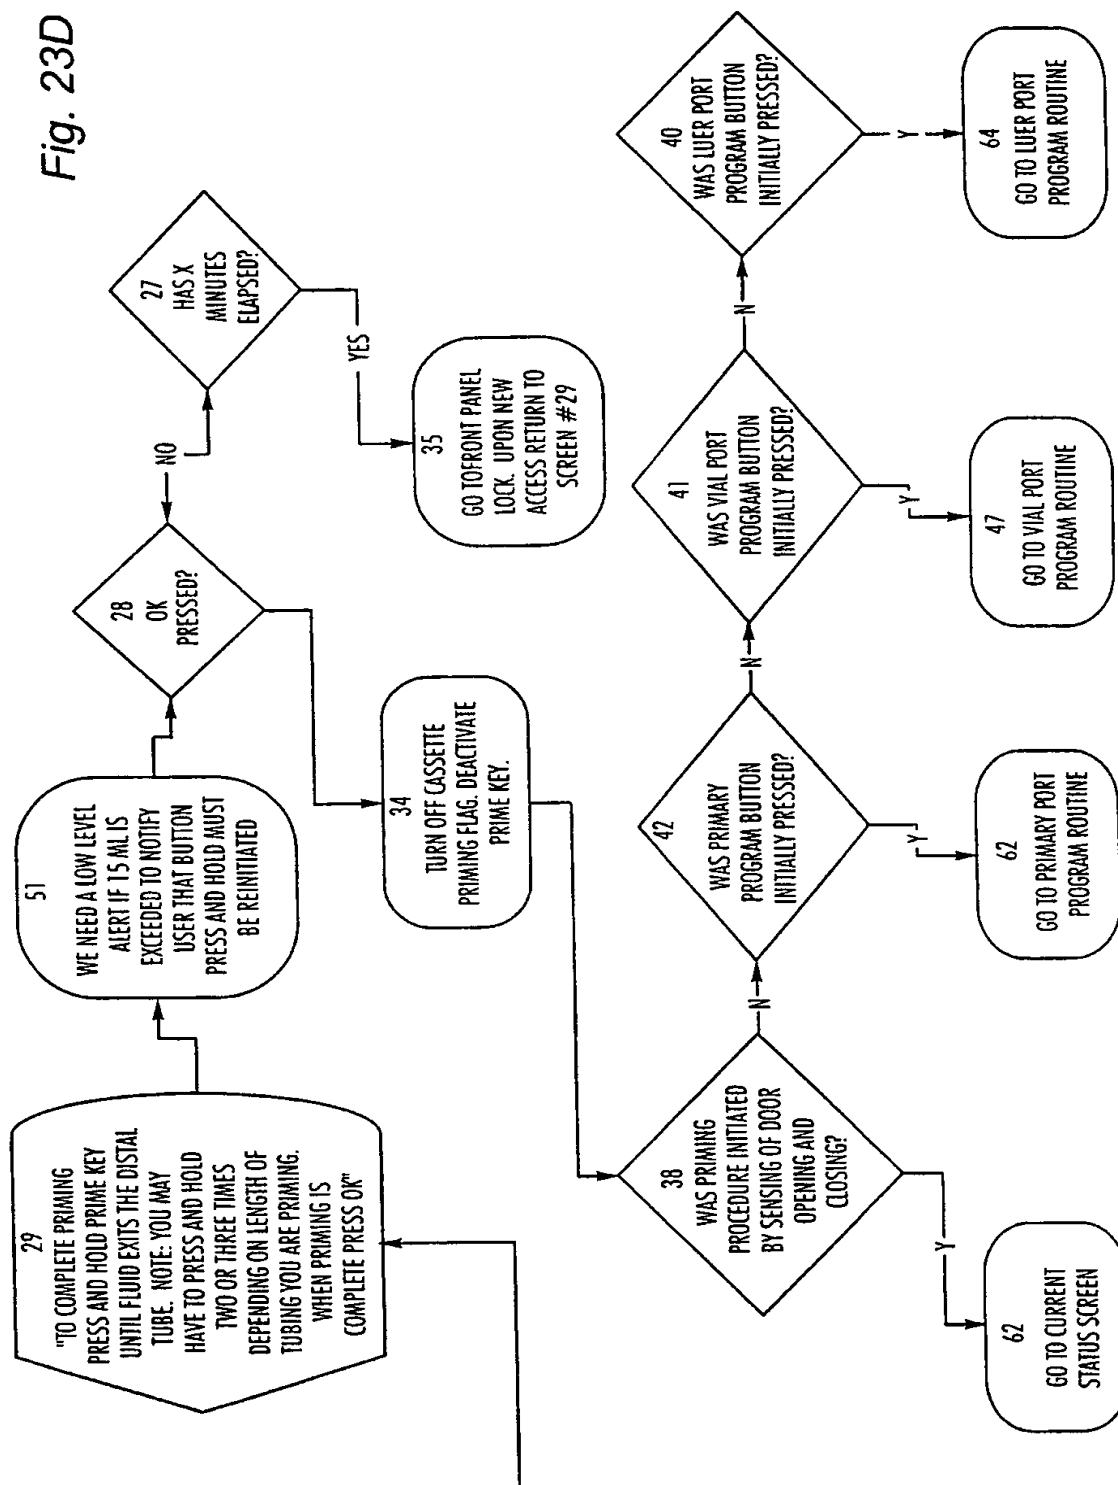 Fig. 23D
29
"TO COMPLETE PRIMING
PRESS AND HOLD PRIME KEY
UNTIL FLUID EXITS THE DISTAL
TUBE. NOTE: YOU MAY
HAVE TO PRESS AND HOLD
TWO OR THREE TIMES
DEPENDING ON LENGTH OF
TUBING YOU ARE PRIMING.
WHEN PRIMING IS
COMPLETE PRESS OK"
51
WE NEED A LOW LEVEL
ALERT IF 15 ML IS
EXCEEDED TO NOTIFY
USER THAT BUTTON
PRESS AND HOLD MUST
BE REINITIATED
28
OK
PRESSED?
NO
27
HAS X
MINUTES
ELAPSED?
YES
35
GO TOFRONT PANEL
LOCK. UPON NEW
ACCESS RETURN TO
SCREEN #29
34
TURN OFF CASSETTE
PRIMING FLAG. DEACTIVATE
PRIME KEY.
38
WAS PRIMING
PROCEDURE INITIATED
BY SENSING OF DOOR
OPENING AND
CLOSING?
Y
62
GO TO CURRENT
STATUS SCREEN
N
42
WAS PRIMARY
PROGRAM BUTTON
INITIALLY PRESSED?
Y
62
GO TO PRIMARY PORT
PROGRAM ROUTINE
N
41
WAS VIAL PORT
PROGRAM BUTTON
INITIALLY PRESSED?
Y
47
GO TO VIAL PORT
PROGRAM ROUTINE
N
40
WAS LUER PORT
PROGRAM BUTTON
INITIALLY PRESSED?
Y
64
GO TO LUER PORT
PROGRAM ROUTINE